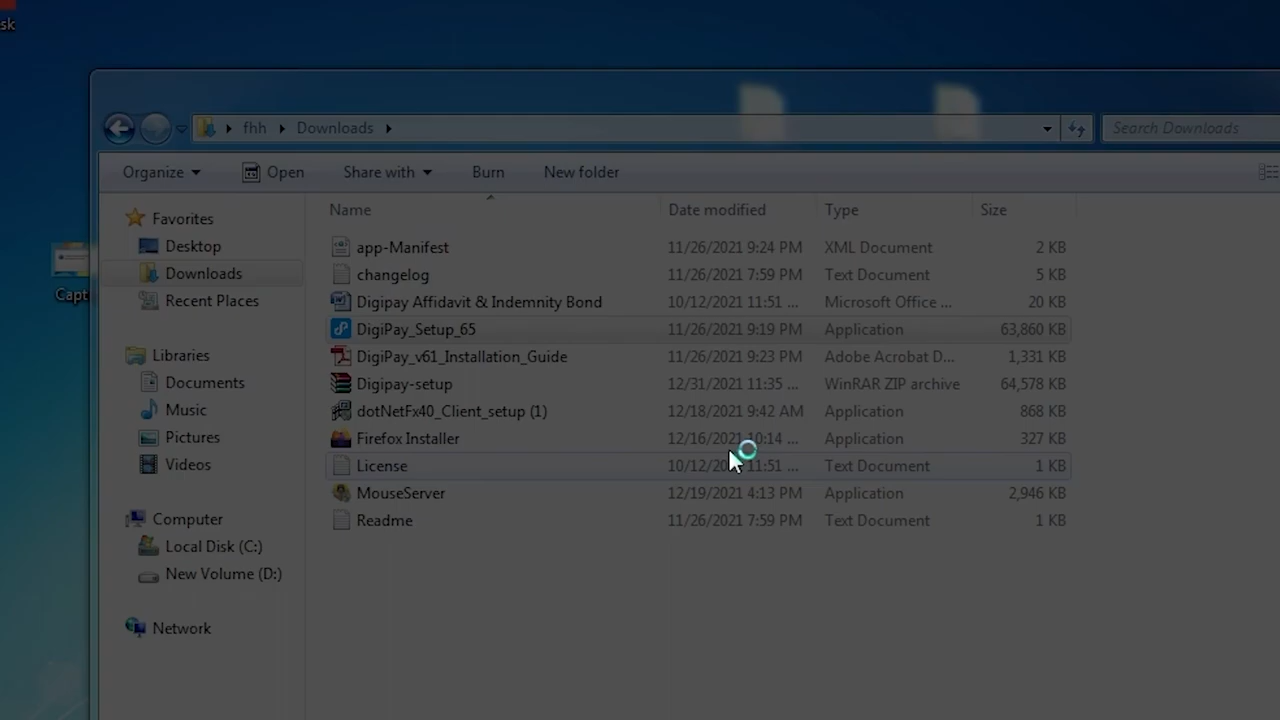 sk
fhh Downloads Search Downloads
Organize Open Share with Burn New folder
Name Date modified Type Size
Favorites
Desktop
Downloads
Recent Places
Libraries
Documents
Music
Pictures
Videos
Computer
Local Disk (C:)
New Volume (D:)
Network
Capt
app-Manifest 11/26/2021 9:24 PM XML Document 2 KB
changelog 11/26/2021 7:59 PM Text Document 5 KB
Digipay Affidavit & Indemnity Bond 10/12/2021 11:51 ... Microsoft Office ... 20 KB
DigiPay_Setup_65 11/26/2021 9:19 PM Application 63,860 KB
DigiPay_v61_Installation_Guide 11/26/2021 9:23 PM Adobe Acrobat D... 1,331 KB
Digipay-setup 12/31/2021 11:35 ... WinRAR ZIP archive 64,578 KB
dotNetFx40_Client_setup (1) 12/18/2021 9:42 AM Application 868 KB
Firefox Installer 12/16/2021 10:14 ... Application 327 KB
License 11:51 ... Text Document 1 KB
MouseServer 12/19/2021 4:13 PM Application 2,946 KB
Readme 11/26/2021 7:59 PM Text Document 1 KB